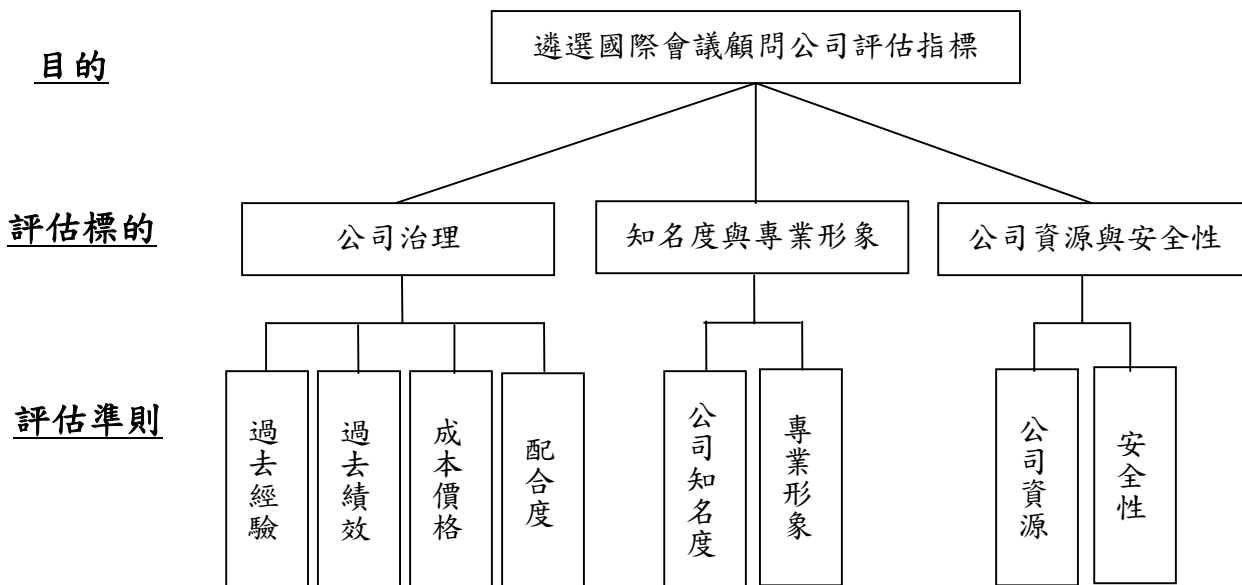 遴選國際會議顧問公司評估指標
目的
評估標的
公司治理
知名度與專業形象
公司資源與安全性
評估準則
過去經驗
過去績效
成本價格
配合度
公司知名度
專業形象
公司資源
安全性